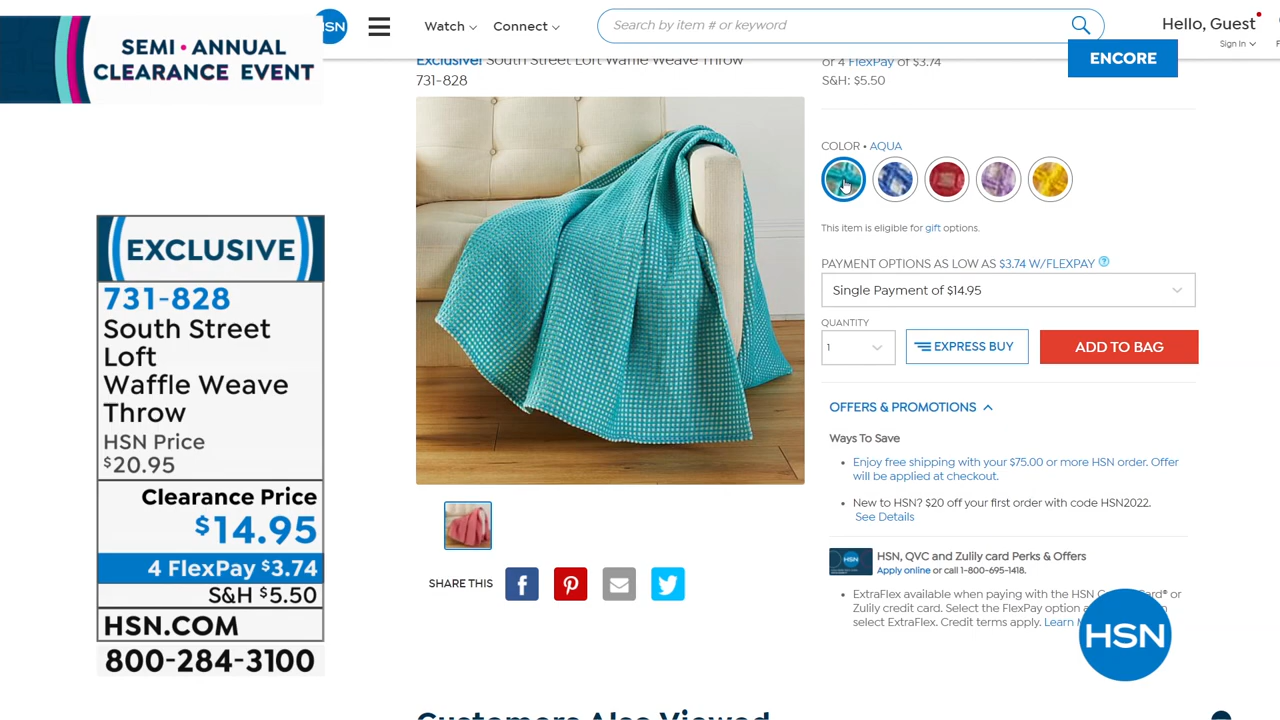 SEMI • ANNUAL
CLEARANCE EVENT
HSN
Watch
Connect
Search by item # or keyword
Hello, Guest
Sign In
ENCORE
Exclusive! South Street Loft Waffle Weave Throw
731-828
or 4 FlexPay of $3.74
S&H: $5.50
COLOR • AQUA
This item is eligible for gift options.
PAYMENT OPTIONS AS LOW AS $3.74 W/FLEXPAY ?
Single Payment of $14.95
QUANTITY
1
EXPRESS BUY
ADD TO BAG
OFFERS & PROMOTIONS
Ways To Save
• Enjoy free shipping with your $75.00 or more HSN order. Offer
will be applied at checkout.
• New to HSN? $20 off your first order with code HSN2022.
See Details
HSN, QVC and Zulily card Perks & Offers
Apply online or call 1-800-695-1418.
• ExtraFlex available when paying with the HSN or
Zulily credit card. Select the FlexPay option
select ExtraFlex. Credit terms apply. Learn
HSN
SHARE THIS
Customers Also Viewed
EXCLUSIVE
731-828
South Street
Loft
Waffle Weave
Throw
HSN Price
$20.95
Clearance Price
$14.95
4 FlexPay $3.74
S&H $5.50
HSN.COM
800-284-3100